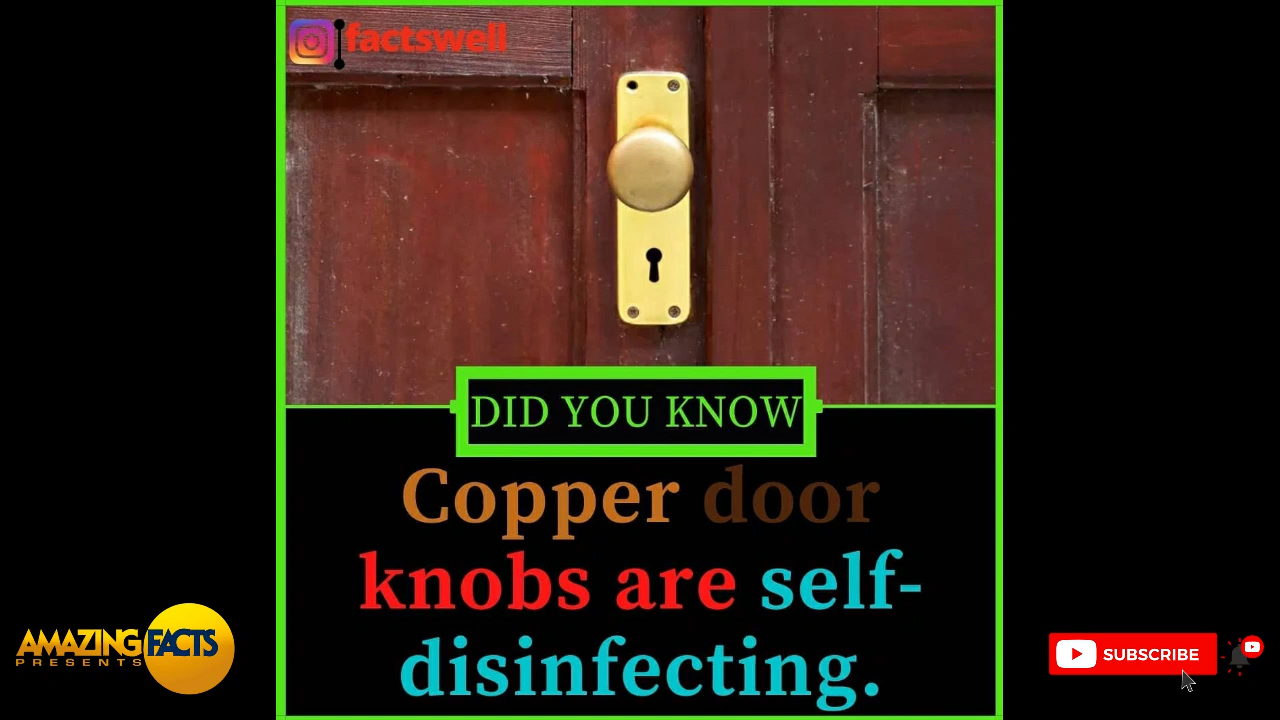 factswell
DID YOU KNOW
Copper door
knobs are self-
disinfecting.
AMAZING FACTS
PRESENTS
SUBSCRIBE